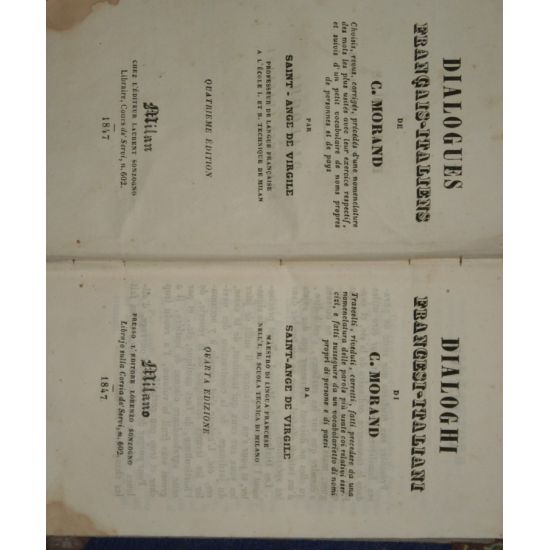 DIALOGUES
FRANÇAIS-ITALIENS
DE
C. MORAND
Choisis, revus, corrigés, précédés d'une nomenclature
des mots les plus usités avec leur exercice respectif,
et suivis d'un petit vocabulaire de noms propres
de personnes et de pays
PAR
SAINT-ANGE DE VIRGILE
PROFESSEUR DE LANGUE FRANÇAISE
A L'ÉCOLE I. ET R. TECHNIQUE DE MILAN
QUATRIÈME ÉDITION
Milan
CHEZ L'ÉDITEUR LAURENT SONZOGNO
Libraire, Cours de Servi, n. 602.
1847
DIALOGHI
FRANCESI-ITALIANI
DI
C. MORAND
Trascelti, riveduti, corretti, fatti precedere da una
nomenclatura delle parole più usate coi relativi eser-
cizi, e fatti susseguire da un vocabolarietto di nomi
propri di persone e di paesi
DA
SAINT-ANGE DE VIRGILE
MAESTRO DI LINGUA FRANCESE
NELL'I. R. SCUOLA TECNICA DI MILANO
QUARTA EDIZIONE
Milano
PRESSO L'EDITORE LORENZO SONZOGNO
Librajo sulla Corsia de' Servi, n. 602.
1847.